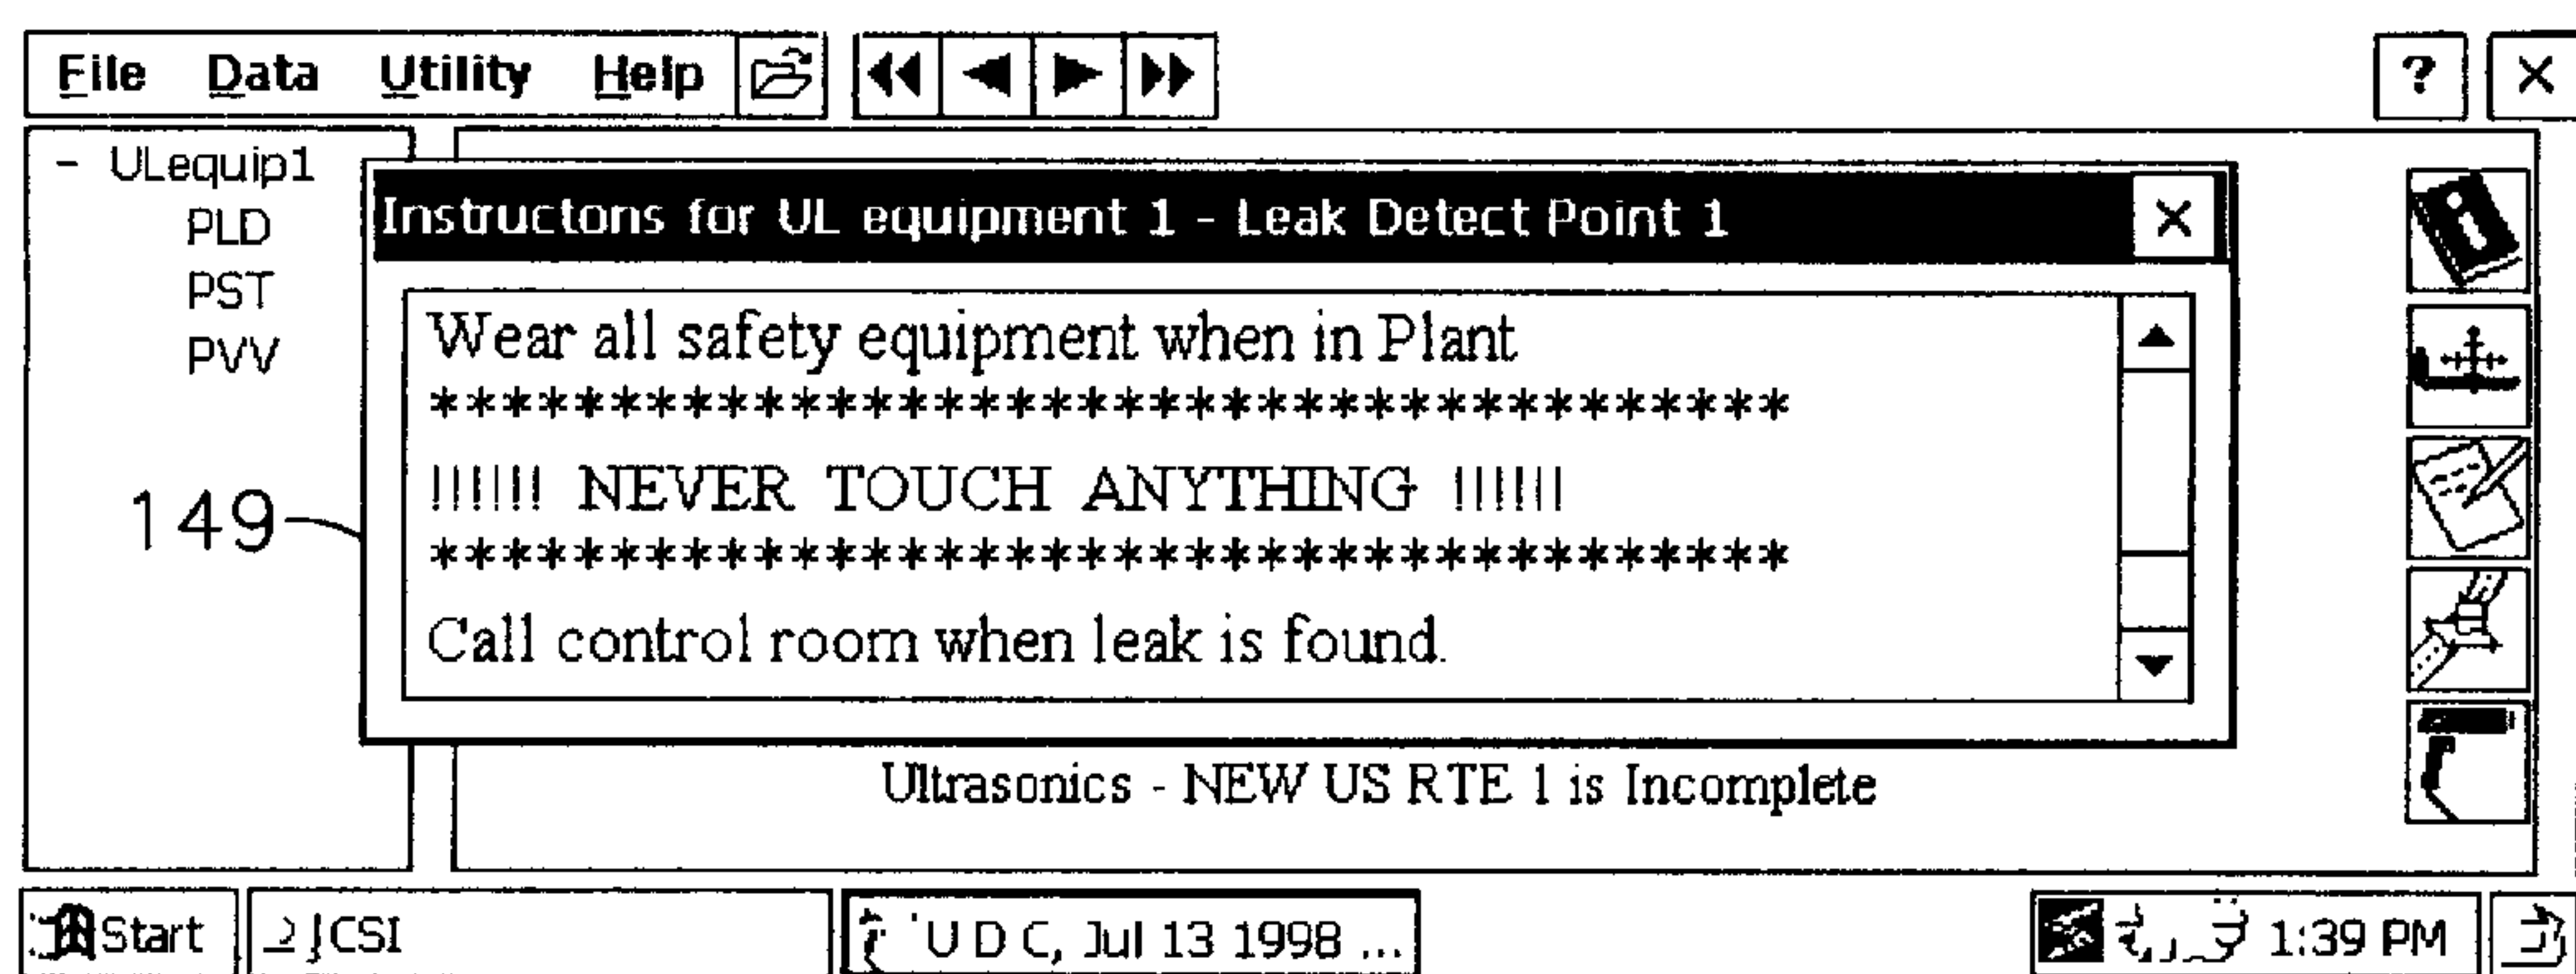 File Data Utility Help ? X
- ULequip1
PLD
PST
PVV
Instructons for UL equipment 1 - Leak Detect Point 1 X
Wear all safety equipment when in Plant
**************************************
!!!!!! NEVER TOUCH ANYTHING !!!!!!
**************************************
Call control room when leak is found.
149
Ultrasonics - NEW US RTE 1 is Incomplete
Start CSI U D C, Jul 13 1998 ... 1:39 PM